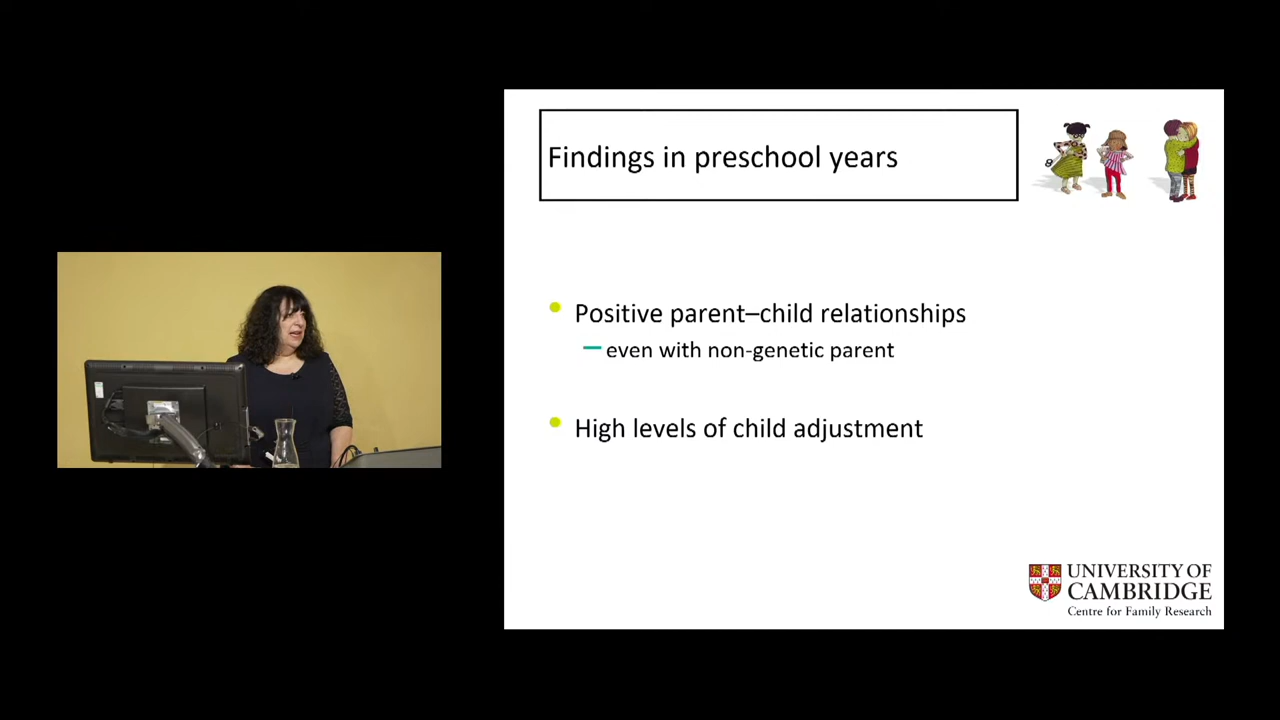 Findings in preschool years
• Positive parent–child relationships
– even with non-genetic parent
• High levels of child adjustment
UNIVERSITY OF
CAMBRIDGE
Centre for Family Research